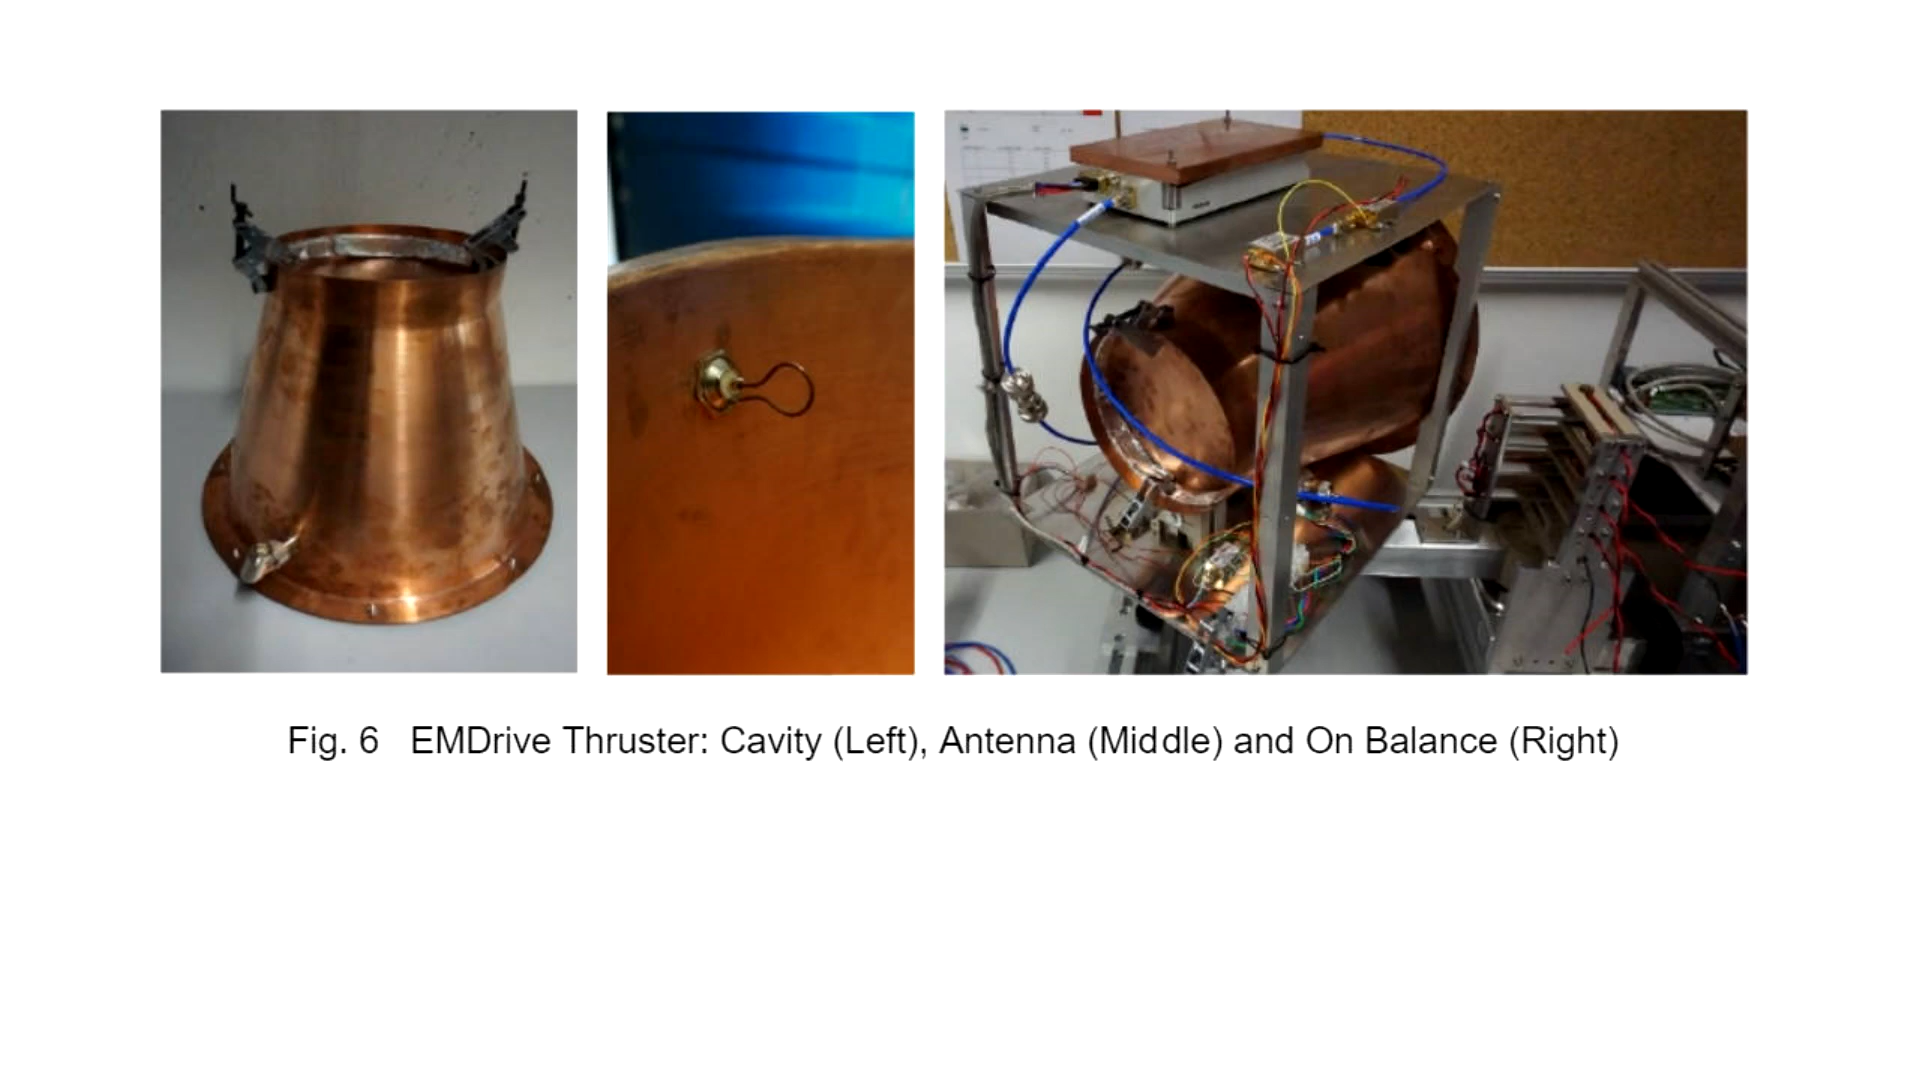 Fig. 6 EMDrive Thruster: Cavity (Left), Antenna (Middle) and On Balance (Right)